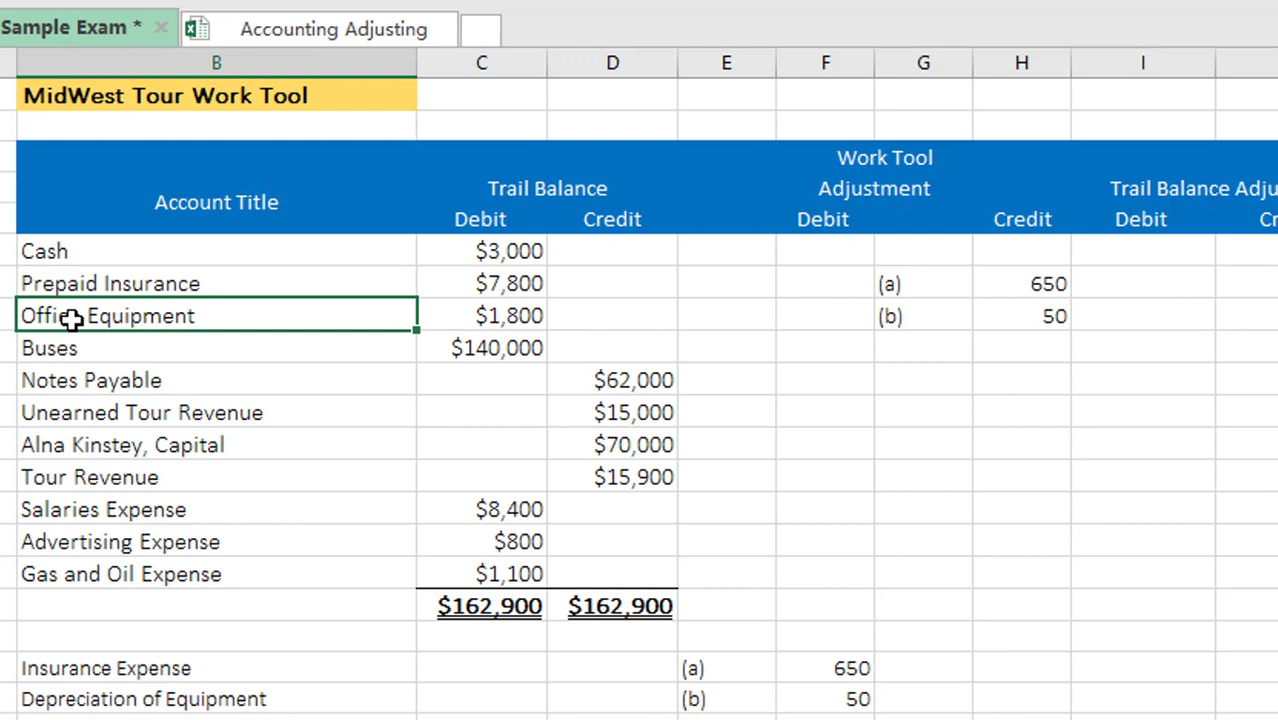 Sample Exam *
Accounting Adjusting
B C D E F G H I
MidWest Tour Work Tool
Work Tool
Trail Balance Adjustment Trail Balance Adju
Account Title
Debit Credit Debit Credit Debit Cr
Cash $3,000
Prepaid Insurance $7,800 (a) 650
Equipment $1,800 (b) 50
Buses $140,000
Notes Payable $62,000
Unearned Tour Revenue $15,000
Alna Kinstey, Capital $70,000
Tour Revenue $15,900
Salaries Expense $8,400
Advertising Expense $800
Gas and Oil Expense $1,100
$162,900 $162,900
Insurance Expense (a) 650
Depreciation of Equipment (b) 50